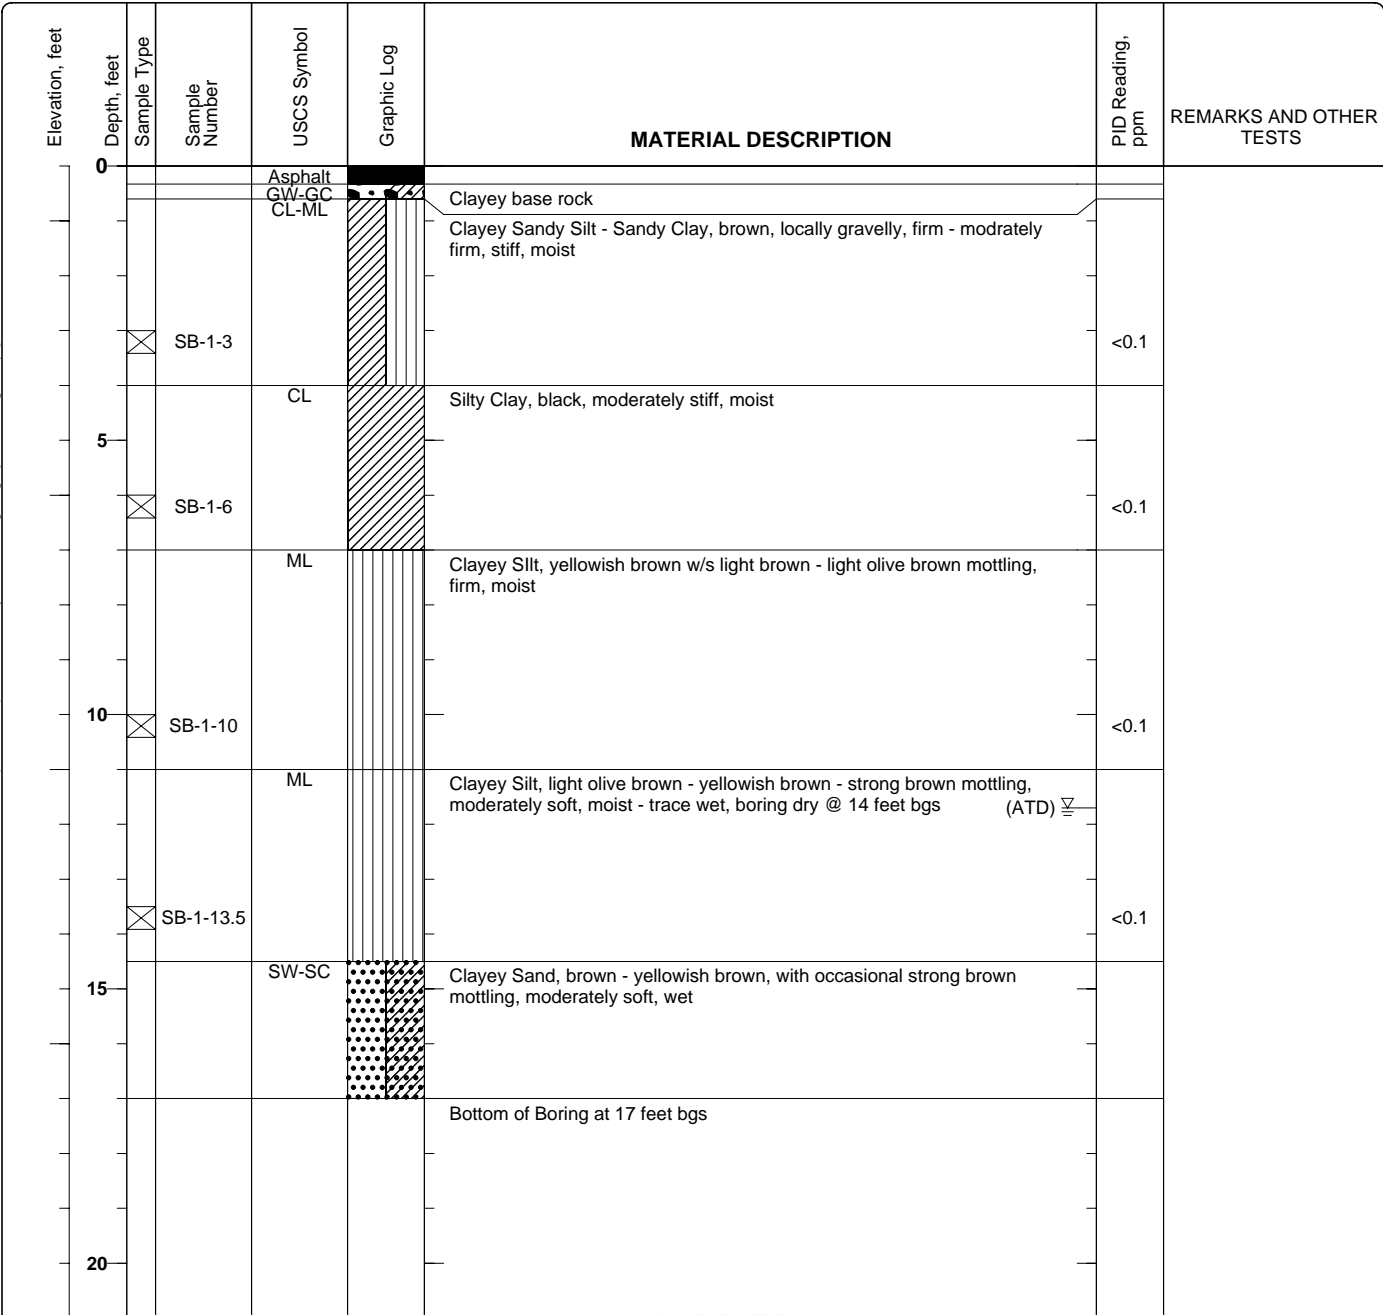 Elevation, feet
Depth, feet
Sample Type
Sample
Number
USCS Symbol
Graphic Log
MATERIAL DESCRIPTION
PID Reading,
ppm
REMARKS AND OTHER
TESTS
0
Asphalt
GW-GC
Clayey base rock
CL-ML
Clayey Sandy Silt - Sandy Clay, brown, locally gravelly, firm - modrately
firm, stiff, moist
SB-1-3
<0.1
CL
Silty Clay, black, moderately stiff, moist
5
SB-1-6
<0.1
ML
Clayey SIlt, yellowish brown w/s light brown - light olive brown mottling,
firm, moist
10
SB-1-10
<0.1
ML
Clayey Silt, light olive brown - yellowish brown - strong brown mottling,
moderately soft, moist - trace wet, boring dry @ 14 feet bgs
(ATD)
SB-1-13.5
<0.1
SW-SC
Clayey Sand, brown - yellowish brown, with occasional strong brown
mottling, moderately soft, wet
15
Bottom of Boring at 17 feet bgs
20